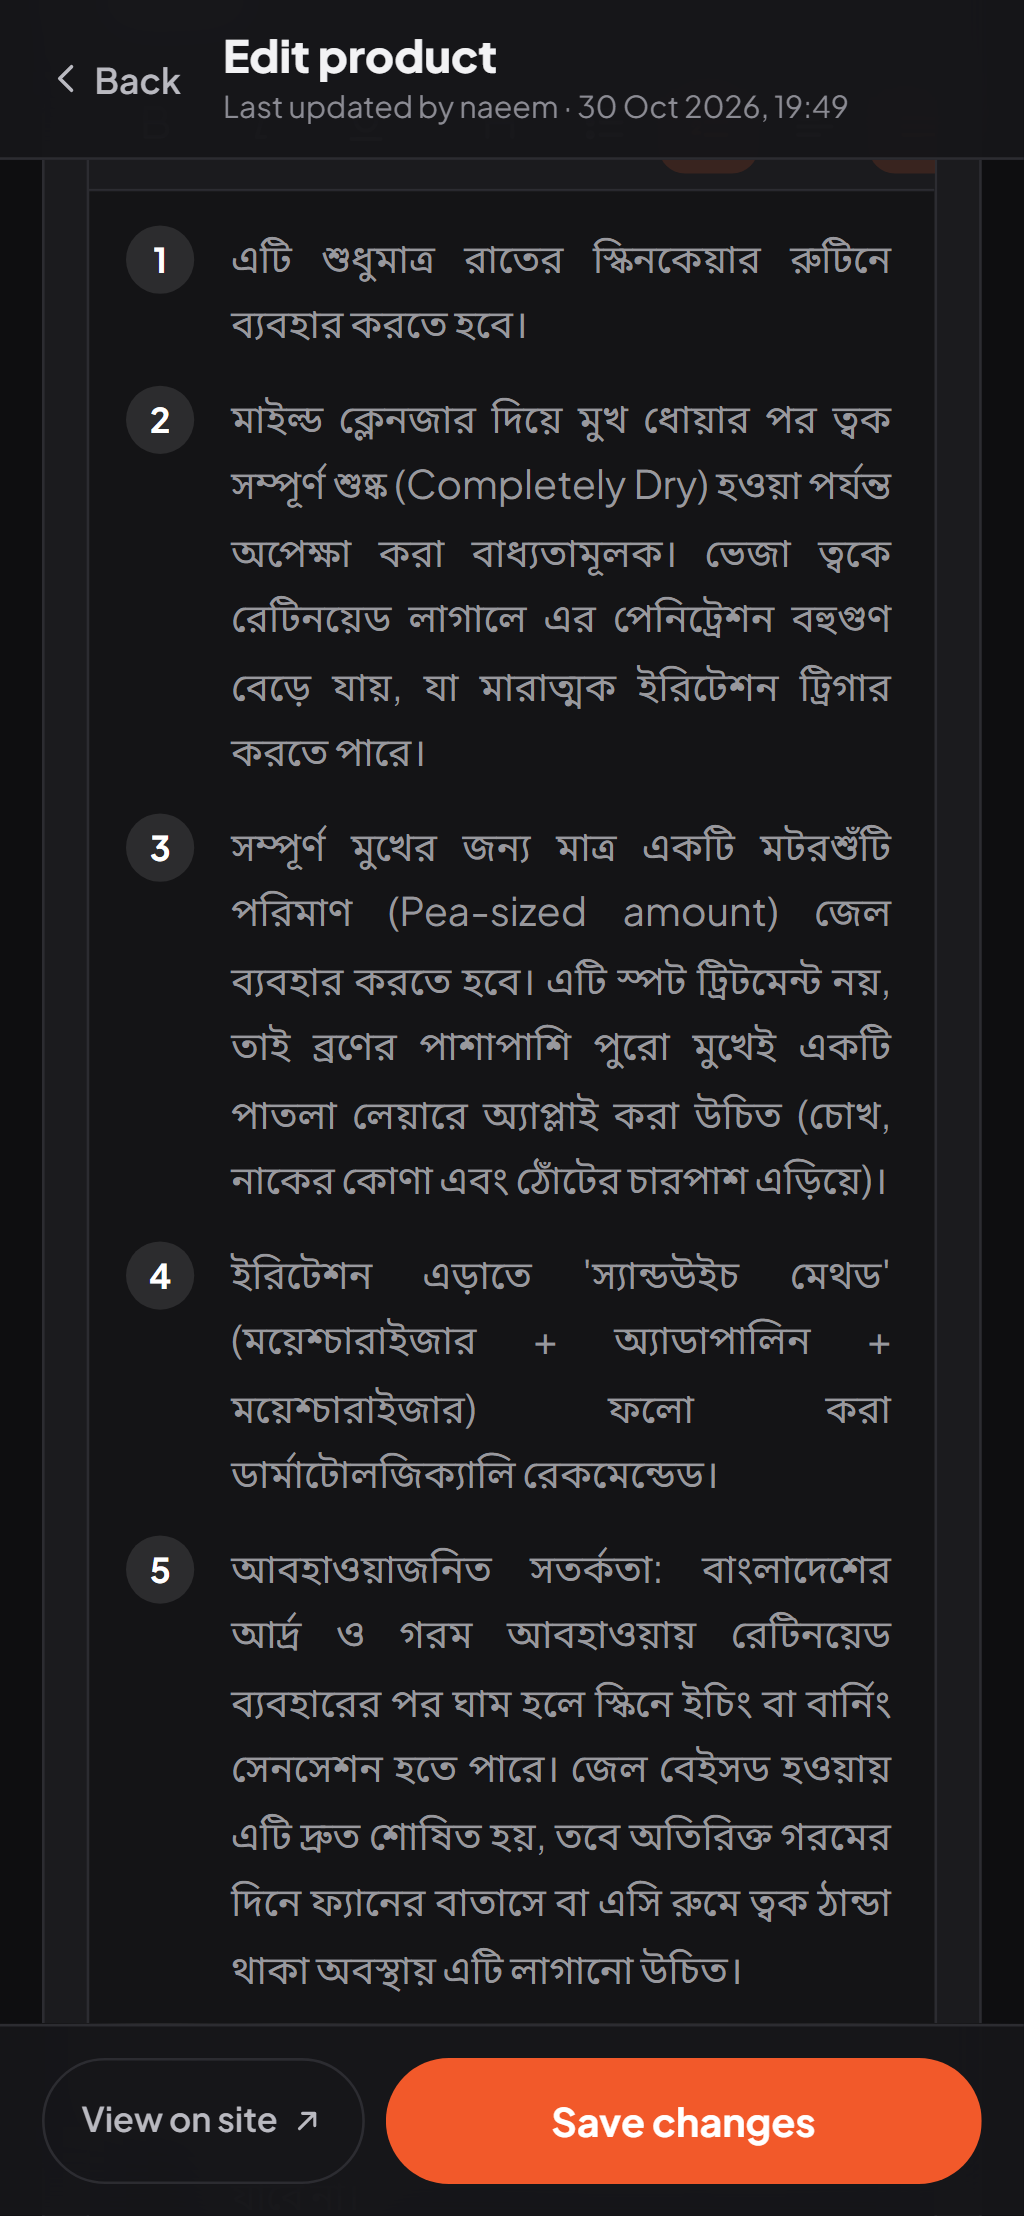 Back
Edit product
Last updated by naeem · 30 Oct 2026, 19:49
1 এটি শুধুমাত্র রাতের স্কিনকেয়ার রুটিনে
ব্যবহার করতে হবে।
2 মাইল্ড ক্লেনজার দিয়ে মুখ ধোয়ার পর ত্বক
সম্পূর্ণ শুষ্ক (Completely Dry) হওয়া পর্যন্ত
অপেক্ষা করা বাধ্যতামূলক। ভেজা ত্বকে
রেটিনয়েড লাগালে এর পেনিট্রেশন বহুগুণ
বেড়ে যায়, যা মারাত্মক ইরিটেশন ট্রিগার
করতে পারে।
3 সম্পূর্ণ মুখের জন্য মাত্র একটি মটরশুঁটি
পরিমাণ (Pea-sized amount) জেল
ব্যবহার করতে হবে। এটি স্পট ট্রিটমেন্ট নয়,
তাই ব্রণের পাশাপাশি পুরো মুখেই একটি
পাতলা লেয়ারে অ্যাপ্লাই করা উচিত (চোখ,
নাকের কোণা এবং ঠোঁটের চারপাশ এড়িয়ে)।
4 ইরিটেশন এড়াতে 'স্যান্ডউইচ মেথড'
(ময়েশ্চারাইজার + অ্যাডাপালিন +
ময়েশ্চারাইজার) ফলো করা
ডার্মাটোলজিক্যালি রেকমেন্ডেড।
5 আবহাওয়াজনিত সতর্কতা: বাংলাদেশের
আর্দ্র ও গরম আবহাওয়ায় রেটিনয়েড
ব্যবহারের পর ঘাম হলে স্কিনে ইচিং বা বার্নিং
সেনসেশন হতে পারে। জেল বেইসড হওয়ায়
এটি দ্রুত শোষিত হয়, তবে অতিরিক্ত গরমের
দিনে ফ্যানের বাতাসে বা এসি রুমে ত্বক ঠান্ডা
থাকা অবস্থায় এটি লাগানো উচিত।
View on site ↗
Save changes